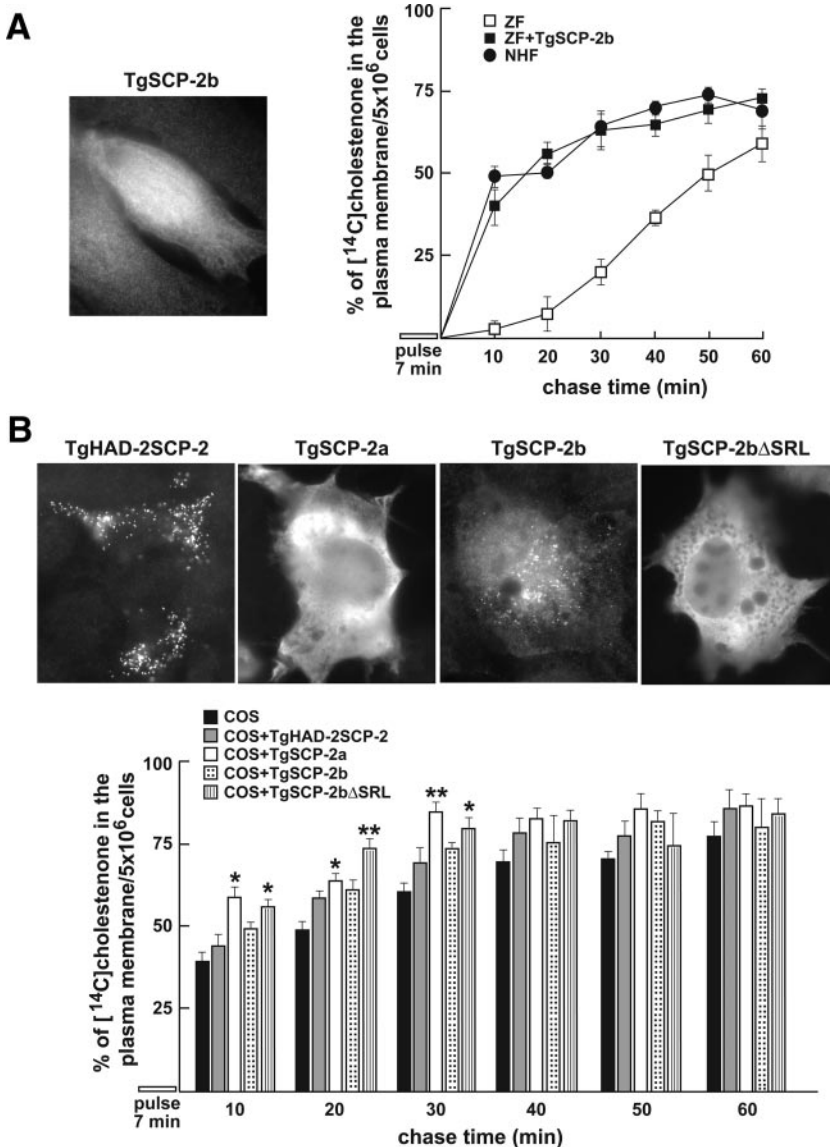 A
TgSCP-2b
ZF
ZF+TgSCP-2b
NHF
% of [¹⁴C]cholestenone in the
plasma membrane/5x10⁶ cells
100
75
50
25
pulse
7 min
10 20 30 40 50 60
chase time (min)
B
TgHAD-2SCP-2 TgSCP-2a TgSCP-2b TgSCP-2bΔSRL
COS
COS+TgHAD-2SCP-2
COS+TgSCP-2a
COS+TgSCP-2b
COS+TgSCP-2bΔSRL
% of [¹⁴C]cholestenone in the
plasma membrane/5x10⁶ cells
100
75
50
25
* * * ** ** *
pulse
7 min
10 20 30 40 50 60
chase time (min)